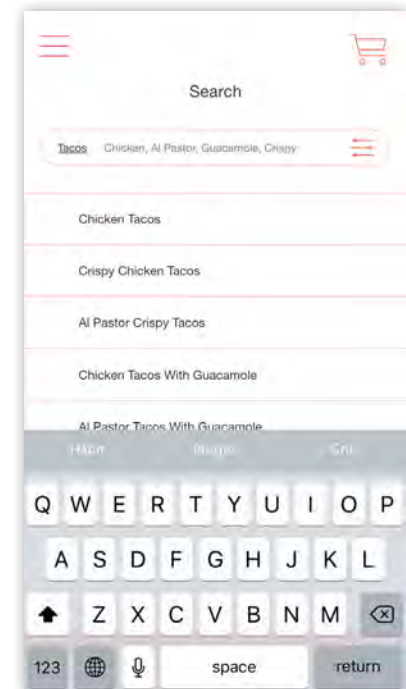 Search
Tacos Chicken, Al Pastor, Guacamole, Crispy
Chicken Tacos
Crispy Chicken Tacos
Al Pastor Crispy Tacos
Chicken Tacos With Guacamole
Al Pastor Tacos With Guacamole
Q W E R T Y U I O P
A S D F G H J K L
Z X C V B N M
123 space return